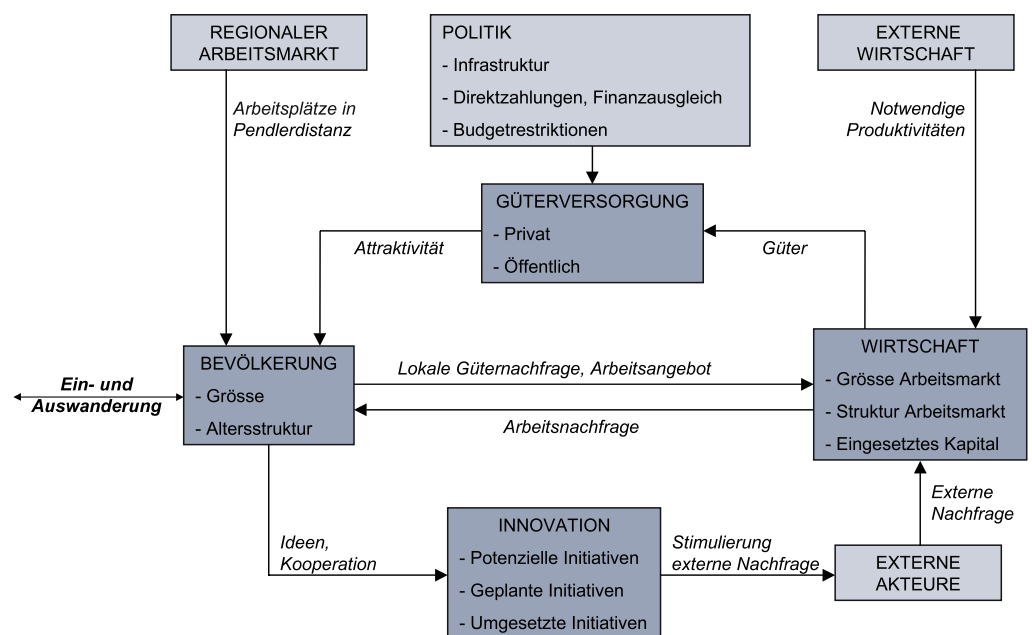 REGIONALER
ARBEITSMARKT
POLITIK
- Infrastruktur
- Direktzahlungen, Finanzausgleich
- Budgetrestriktionen
EXTERNE
WIRTSCHAFT
Arbeitsplätze in
Pendlerdistanz
Notwendige
Produktivitäten
GÜTERVERSORGUNG
- Privat
- Öffentlich
Attraktivität
Güter
BEVÖLKERUNG
- Grösse
- Altersstruktur
Ein- und
Auswanderung
Lokale Güternachfrage, Arbeitsangebot
Arbeitsnachfrage
WIRTSCHAFT
- Grösse Arbeitsmarkt
- Struktur Arbeitsmarkt
- Eingesetztes Kapital
Ideen,
Kooperation
INNOVATION
- Potenzielle Initiativen
- Geplante Initiativen
- Umgesetzte Initiativen
Stimulierung
externe Nachfrage
Externe
Nachfrage
EXTERNE
AKTEURE